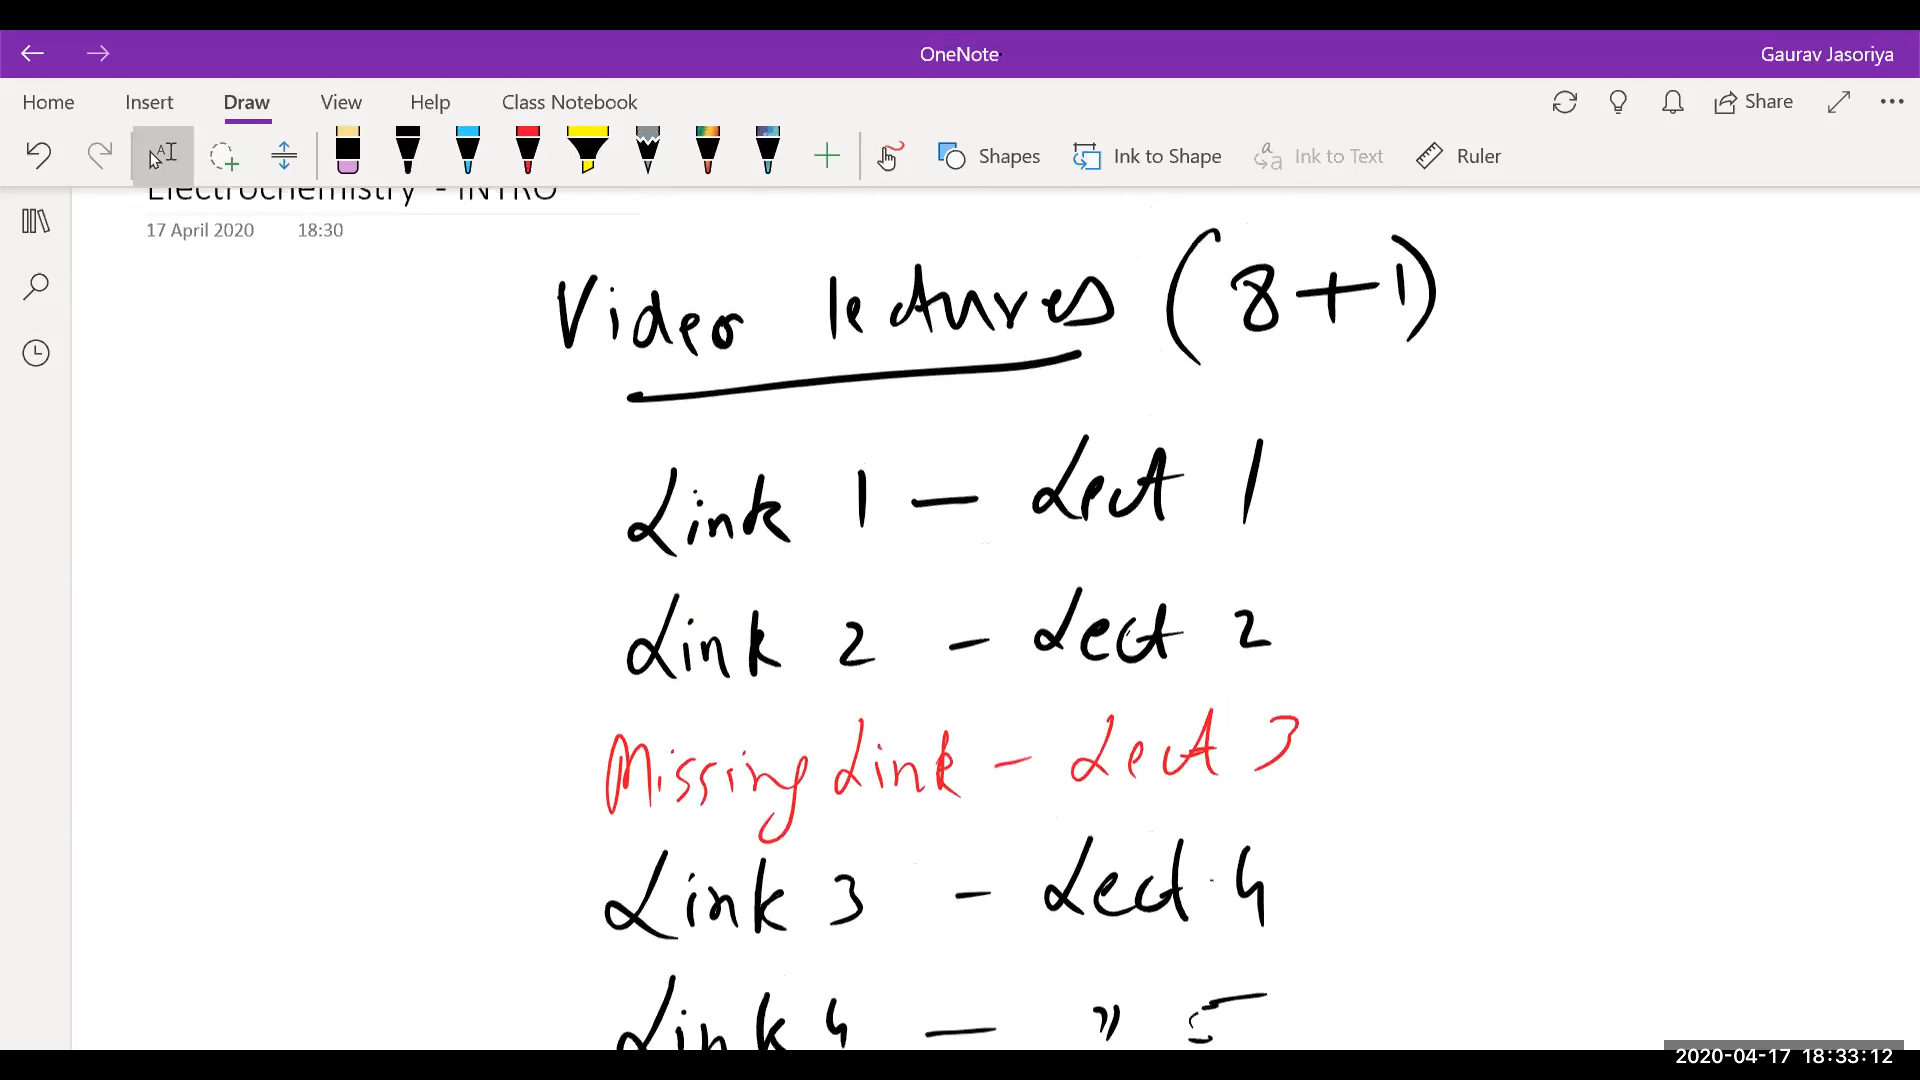 OneNote
Gaurav Jasoriya
Home Insert Draw View Help Class Notebook Share
Shapes Ink to Shape Ink to Text Ruler
Electrochemistry - INTRO
17 April 2020 18:30
Video lectures (8+1)
Link 1 — Lect 1
Link 2 - Lect 2
Missing Link - Lect 3
Link 3 - Lect 4
Link 4 — " 5
2020-04-17 18:33:12